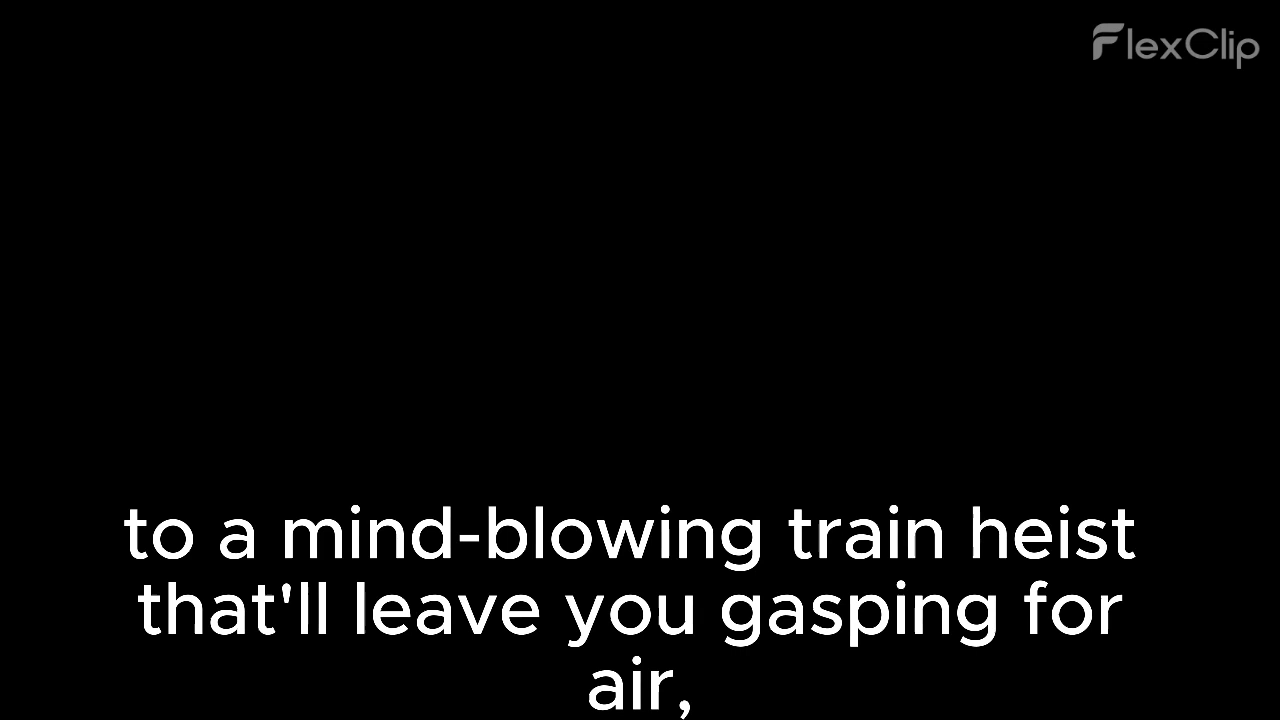 FlexClip
to a mind-blowing train heist
that'll leave you gasping for
air,